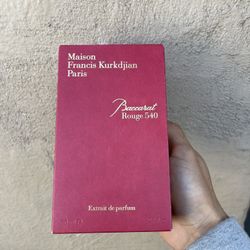 Maison
Francis Kurkdjian
Paris
Baccarat
Rouge 540
Extrait de parfum